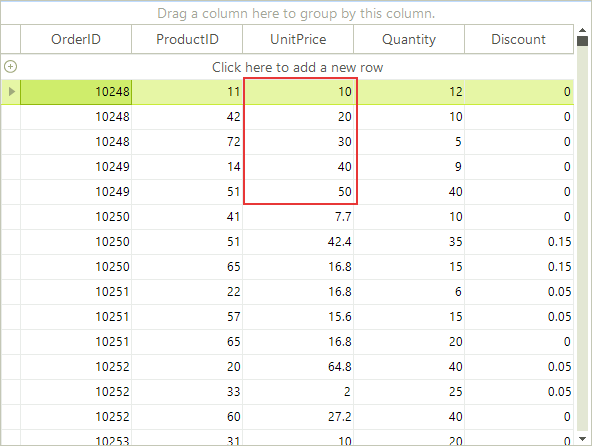 Drag a column here to group by this column.
OrderID ProductID UnitPrice Quantity Discount
Click here to add a new row
10248 11 10 12 0
10248 42 20 10 0
10248 72 30 5 0
10249 14 40 9 0
10249 51 50 40 0
10250 41 7.7 10 0
10250 51 42.4 35 0.15
10250 65 16.8 15 0.15
10251 22 16.8 6 0.05
10251 57 15.6 15 0.05
10251 65 16.8 20 0
10252 20 64.8 40 0.05
10252 33 2 25 0.05
10252 60 27.2 40 0
10253 31 10 20 0